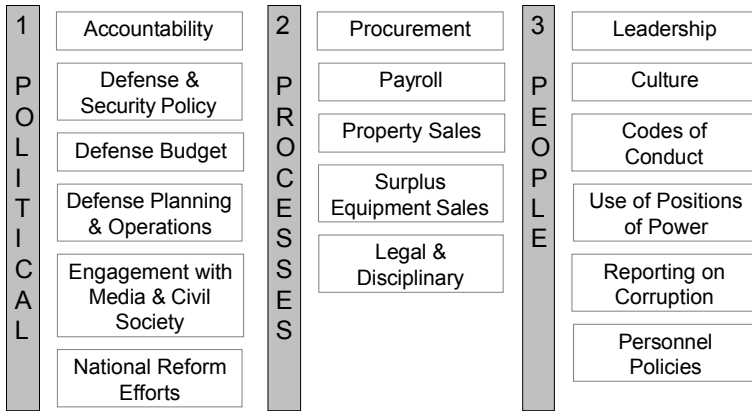 1
POLITICAL
Accountability
Defense &
Security Policy
Defense Budget
Defense Planning
& Operations
Engagement with
Media & Civil
Society
National Reform
Efforts
2
PROCESSES
Procurement
Payroll
Property Sales
Surplus
Equipment Sales
Legal &
Disciplinary
3
PEOPLE
Leadership
Culture
Codes of
Conduct
Use of Positions
of Power
Reporting on
Corruption
Personnel
Policies